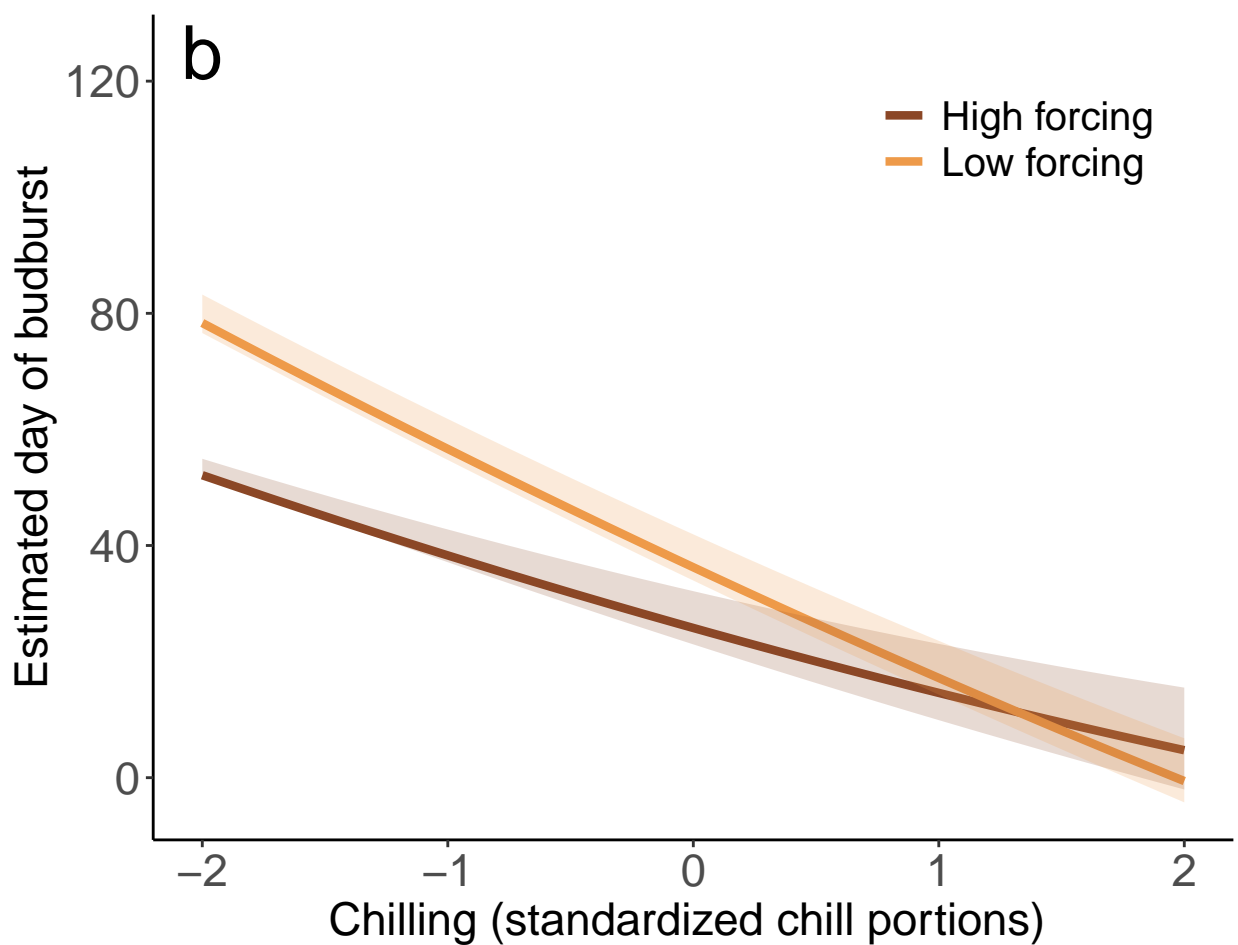 b
High forcing
Low forcing
Estimated day of budburst
120
80
40
0
−2 −1 0 1 2
Chilling (standardized chill portions)